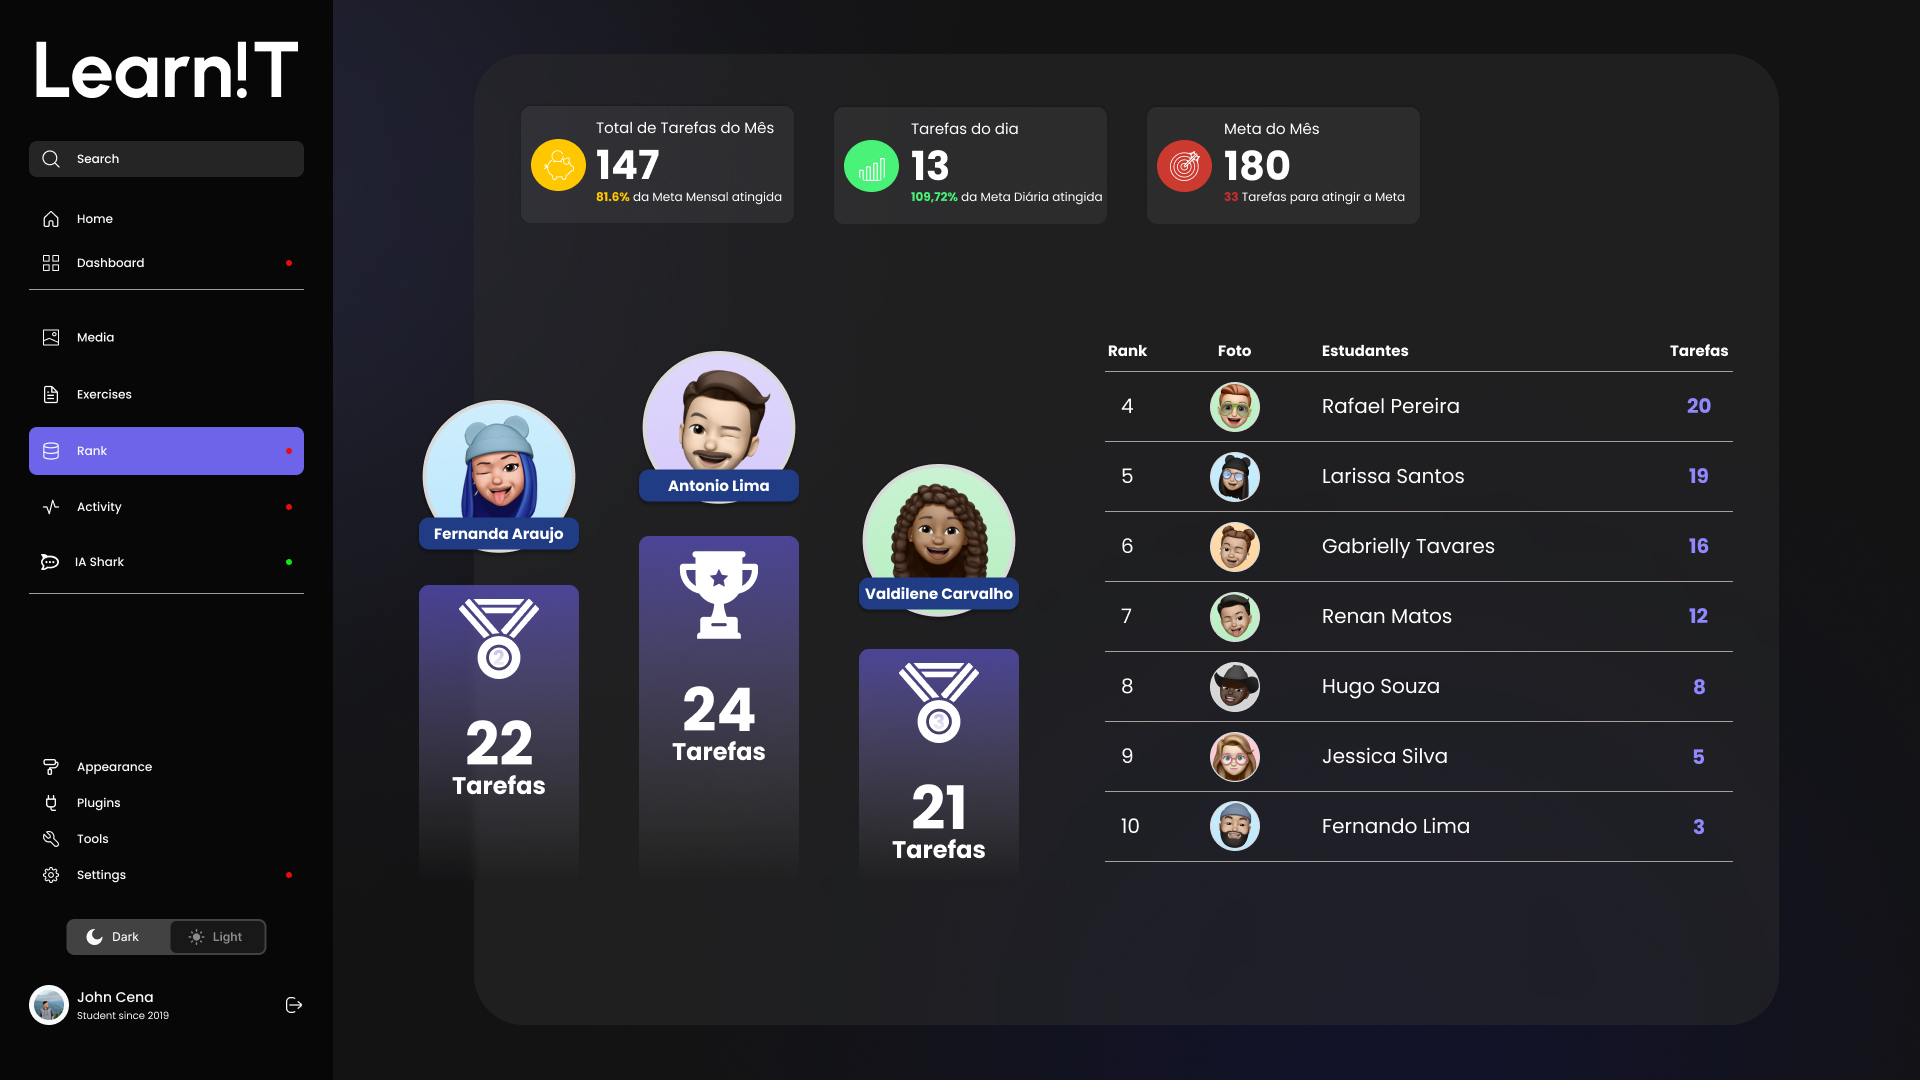 Learn!T
Search
Home
Dashboard
Media
Exercises
Rank
Activity
IA Shark
Appearance
Plugins
Tools
Settings
Dark
Light
John Cena
Student since 2019
Total de Tarefas do Mês
147
81.6% da Meta Mensal atingida
Tarefas do dia
13
109,72% da Meta Diária atingida
Meta do Mês
180
33 Tarefas para atingir a Meta
Fernanda Araujo
2
22
Tarefas
Antonio Lima
24
Tarefas
Valdilene Carvalho
3
21
Tarefas
Rank Foto Estudantes Tarefas
4 Rafael Pereira 20
5 Larissa Santos 19
6 Gabrielly Tavares 16
7 Renan Matos 12
8 Hugo Souza 8
9 Jessica Silva 5
10 Fernando Lima 3